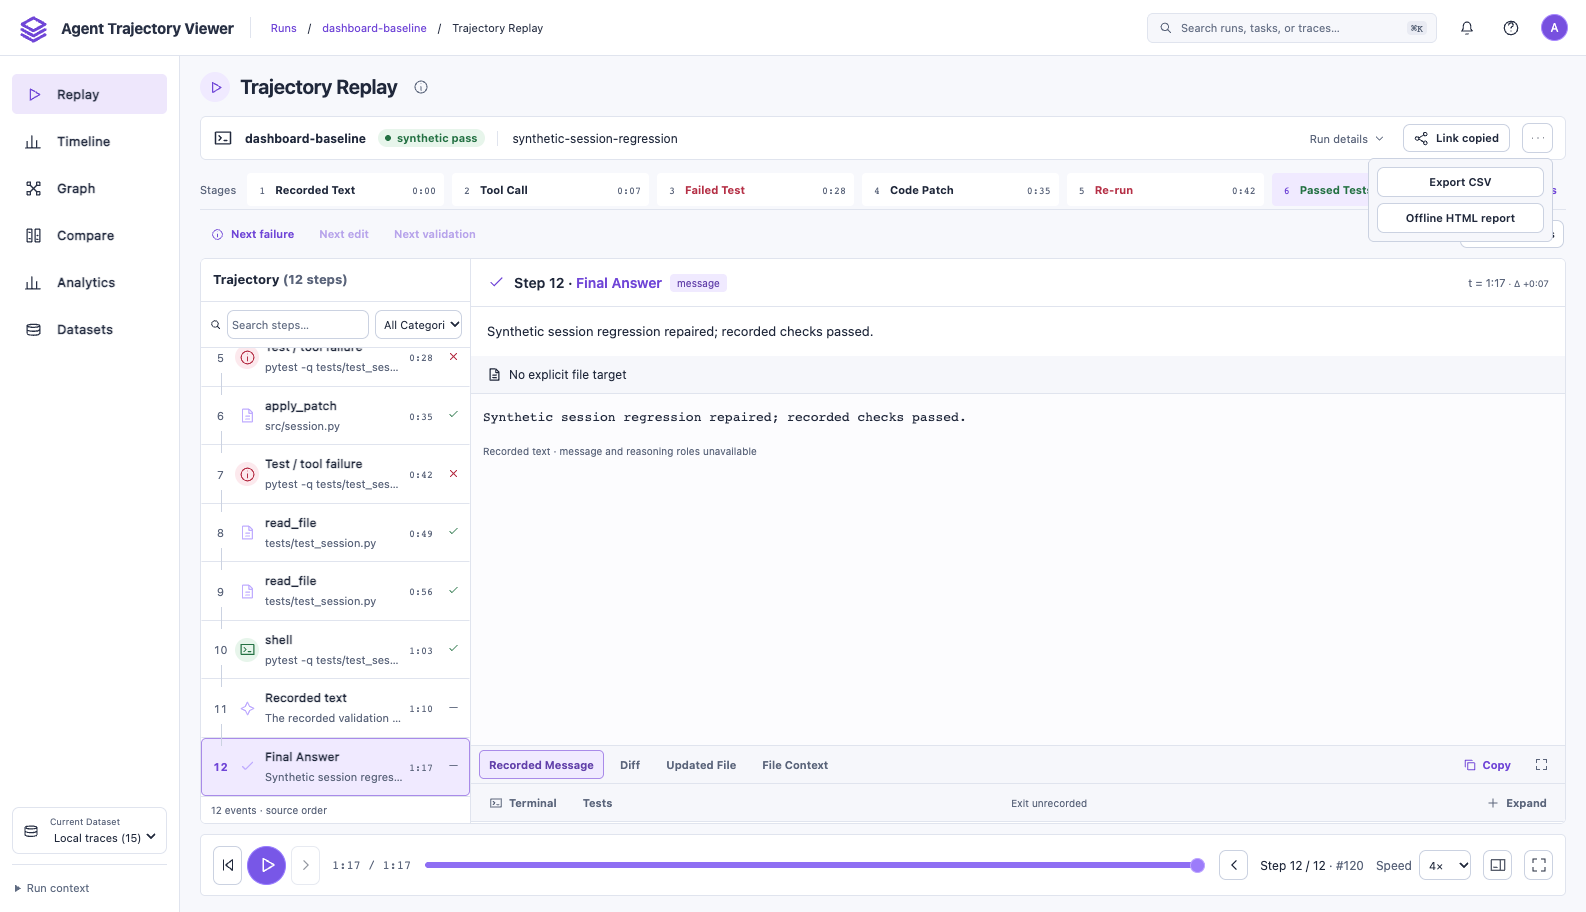 Agent Trajectory Viewer
Runs / dashboard-baseline / Trajectory Replay
Search runs, tasks, or traces... ⌘K
A
Replay
Timeline
Graph
Compare
Analytics
Datasets
Current Dataset
Local traces (15)
Run context
Trajectory Replay
dashboard-baseline synthetic pass synthetic-session-regression
Run details
Link copied
...
Export CSV
Offline HTML report
Stages
1 Recorded Text 0:00
2 Tool Call 0:07
3 Failed Test 0:28
4 Code Patch 0:35
5 Re-run 0:42
6 Passed Tests
Next failure Next edit Next validation
Trajectory (12 steps)
Search steps...
All Categori
5 Test / tool failure 0:28
pytest -q tests/test_ses...
6 apply_patch 0:35
src/session.py
7 Test / tool failure 0:42
pytest -q tests/test_ses...
8 read_file 0:49
tests/test_session.py
9 read_file 0:56
tests/test_session.py
10 shell 1:03
pytest -q tests/test_ses...
11 Recorded text 1:10
The recorded validation ...
12 Final Answer 1:17
Synthetic session regres...
12 events · source order
Step 12 · Final Answer message
t = 1:17 · Δ +0:07
Synthetic session regression repaired; recorded checks passed.
No explicit file target
Synthetic session regression repaired; recorded checks passed.
Recorded text · message and reasoning roles unavailable
Recorded Message Diff Updated File File Context
Copy
Terminal Tests
Exit unrecorded
Expand
1:17 / 1:17
Step 12 / 12 · #120
Speed 4×